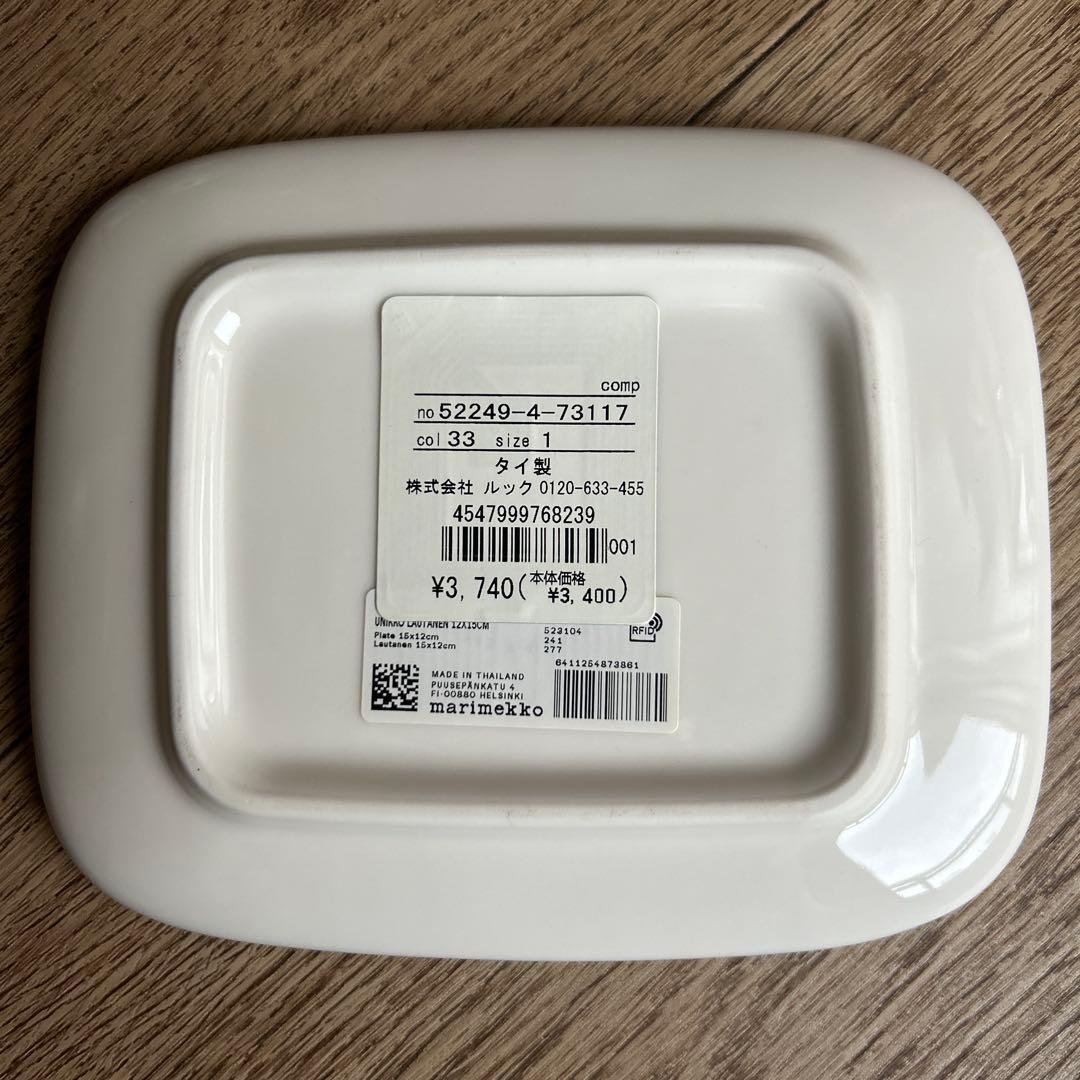 comp
no 52249-4-73117
col 33 size 1
タイ製
株式会社 ルック 0120-633-455
4547999768239
001
¥3,740(本体価格 ¥3,400)
UNIKKO LAUTANEN 12X15CM
Plate 15x12cm
Lautanen 15x12cm
523104
241
277
RFID
6411254873861
MADE IN THAILAND
PUUSEPÄNKATU 4
FI-00880 HELSINKI
marimekko